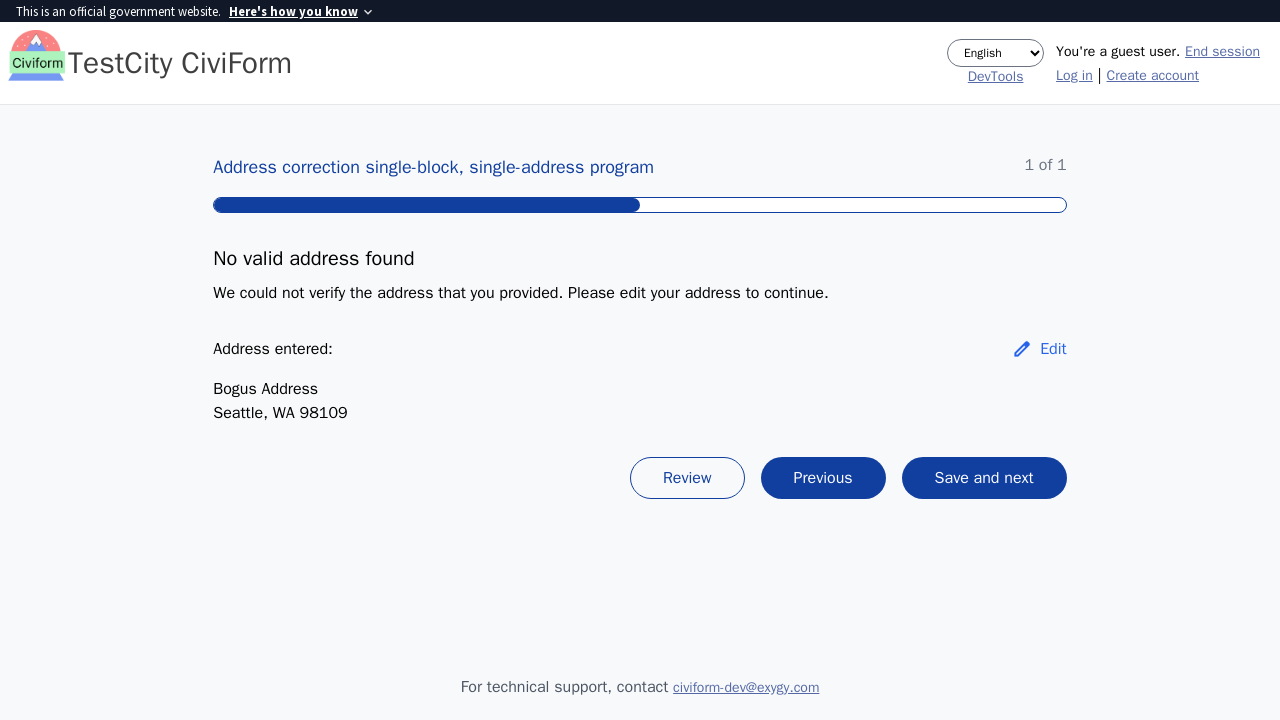 This is an official government website. Here's how you know
Civiform
TestCity CiviForm
English
DevTools
You're a guest user. End session
Log in | Create account
Address correction single-block, single-address program
1 of 1
No valid address found
We could not verify the address that you provided. Please edit your address to continue.
Address entered:
Edit
Bogus Address
Seattle, WA 98109
Review
Previous
Save and next
For technical support, contact civiform-dev@exygy.com